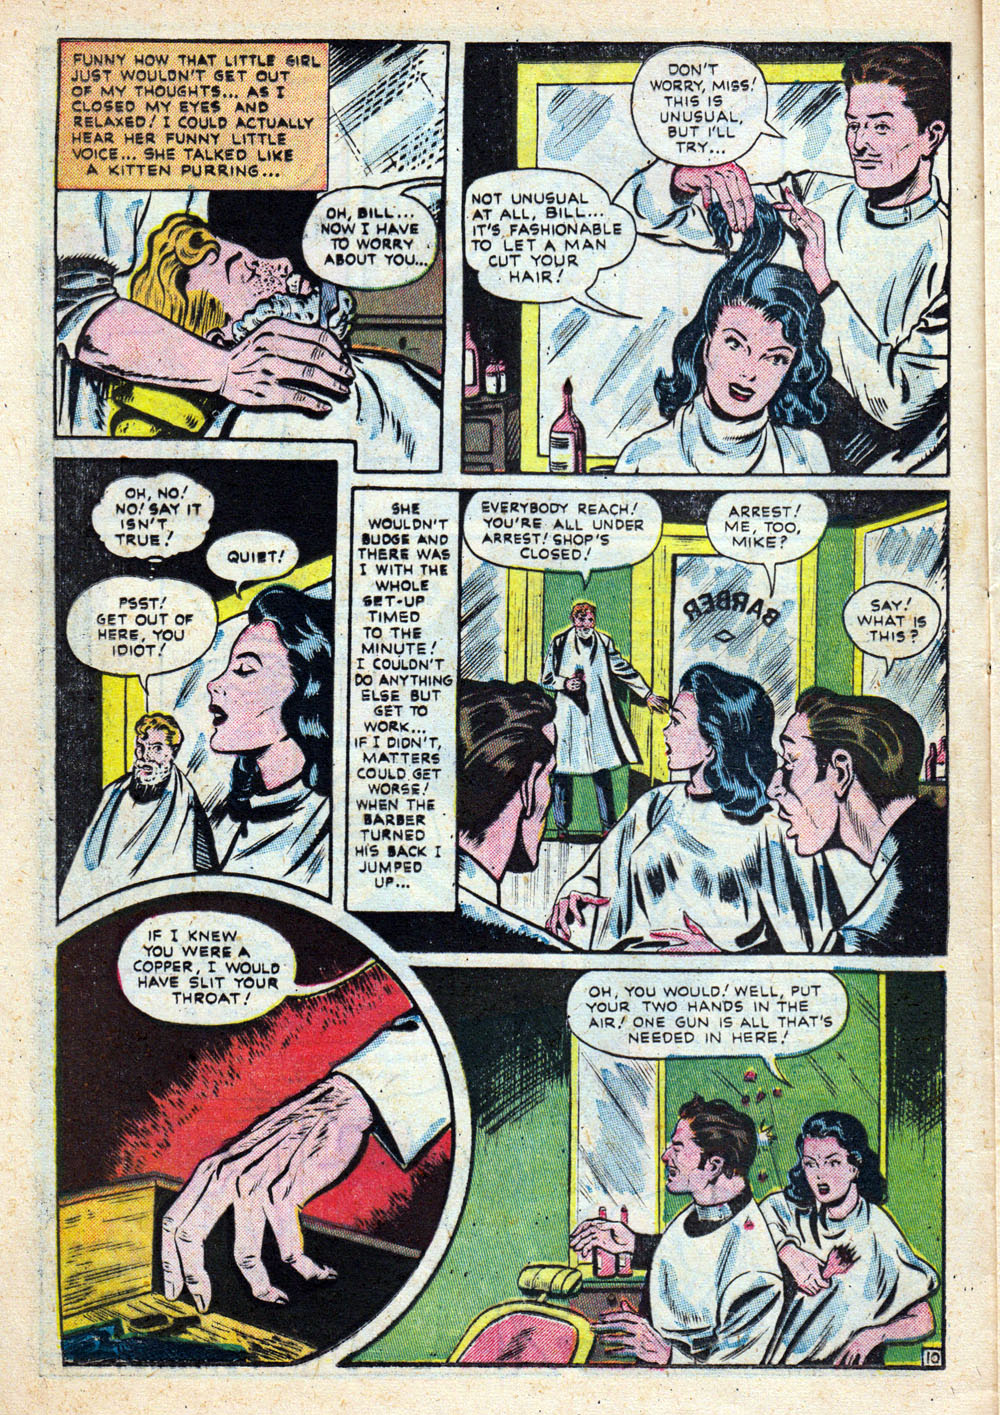 FUNNY HOW THAT LITTLE GIRL
JUST WOULDN'T GET OUT
OF MY THOUGHTS... AS I
CLOSED MY EYES AND
RELAXED! I COULD ACTUALLY
HEAR HER FUNNY LITTLE
VOICE... SHE TALKED LIKE
A KITTEN PURRING...
OH, BILL...
NOW I HAVE
TO WORRY
ABOUT YOU...
DON'T
WORRY, MISS!
THIS IS
UNUSUAL,
BUT I'LL
TRY...
NOT UNUSUAL
AT ALL, BILL...
IT'S FASHIONABLE
TO LET A MAN
CUT YOUR
HAIR!
OH, NO!
NO! SAY IT
ISN'T
TRUE!
QUIET!
PSST!
GET OUT OF
HERE, YOU
IDIOT!
SHE
WOULDN'T
BUDGE AND
THERE WAS
I WITH THE
WHOLE
SET-UP
TIMED
TO THE
MINUTE!
I COULDN'T
DO ANYTHING
ELSE BUT
GET TO
WORK...
IF I DIDN'T,
MATTERS
COULD GET
WORSE!
WHEN THE
BARBER
TURNED
HIS BACK I
JUMPED
UP...
EVERYBODY REACH!
YOU'RE ALL UNDER
ARREST! SHOP'S
CLOSED!
ARREST!
ME, TOO,
MIKE?
BARBER
SAY!
WHAT IS
THIS?
IF I KNEW
YOU WERE A
COPPER, I WOULD
HAVE SLIT YOUR
THROAT!
OH, YOU WOULD! WELL, PUT
YOUR TWO HANDS IN THE
AIR! ONE GUN IS ALL THAT'S
NEEDED IN HERE!
10